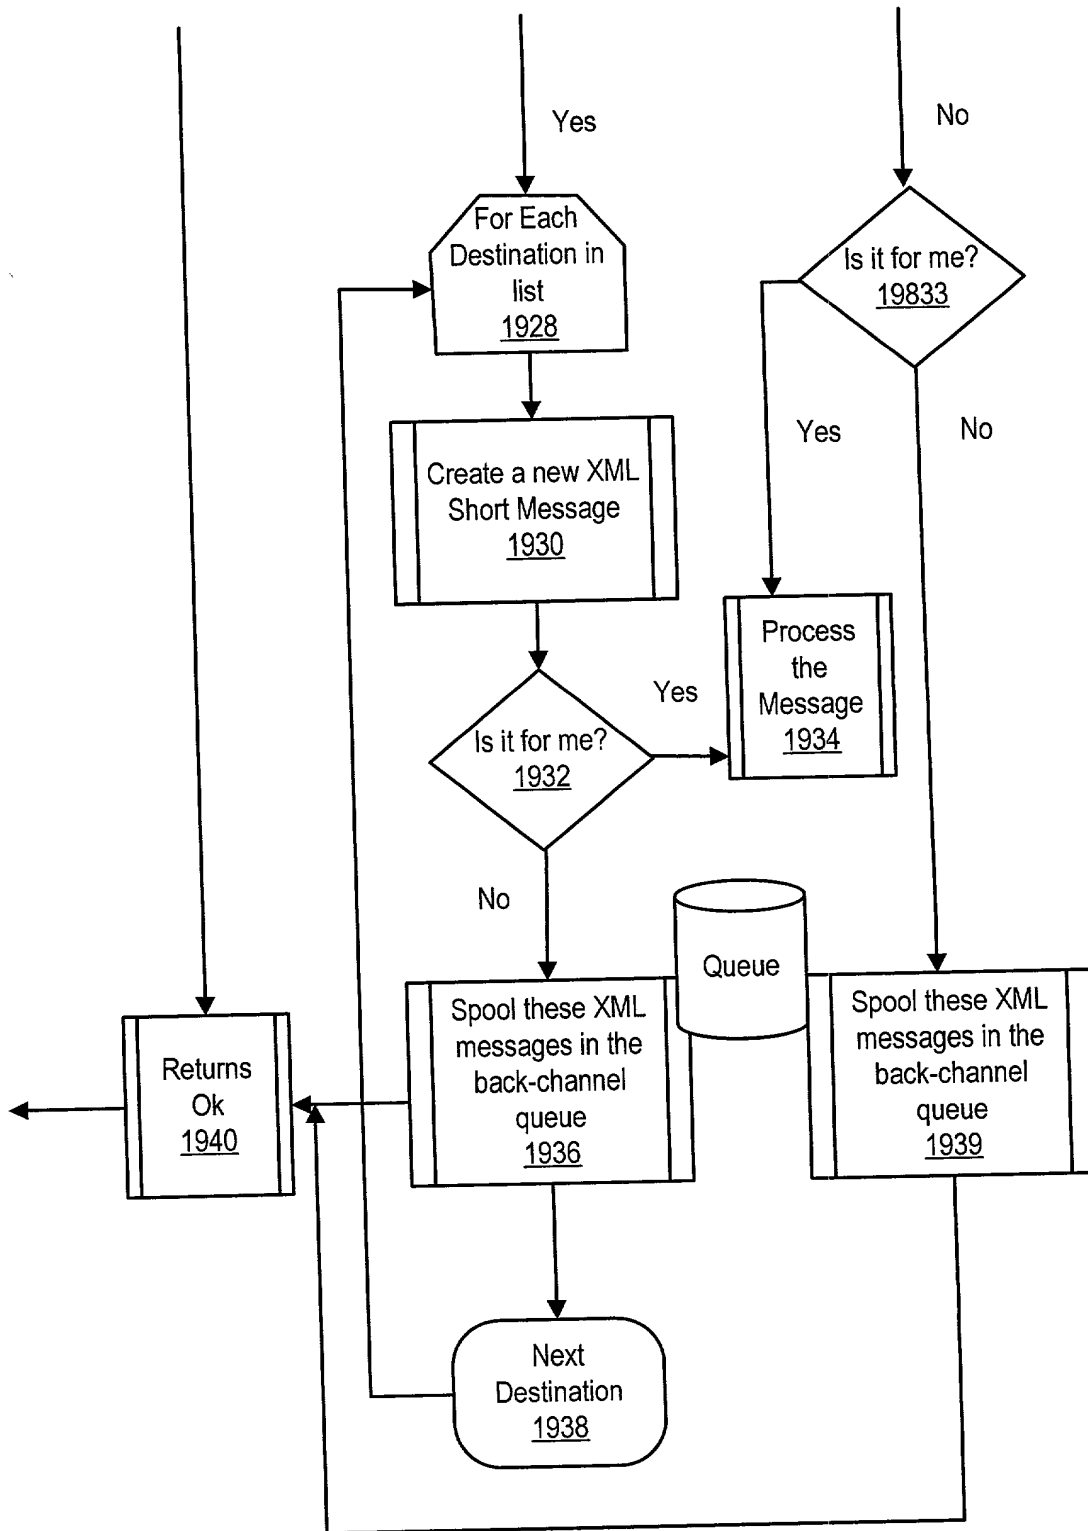 Yes
No
For Each
Destination in
list
1928
Is it for me?
19833
Yes
No
Create a new XML
Short Message
1930
Process
the
Message
1934
Yes
Is it for me?
1932
No
Queue
Spool these XML
messages in the
back-channel
queue
1936
Spool these XML
messages in the
back-channel
queue
1939
Returns
Ok
1940
Next
Destination
1938